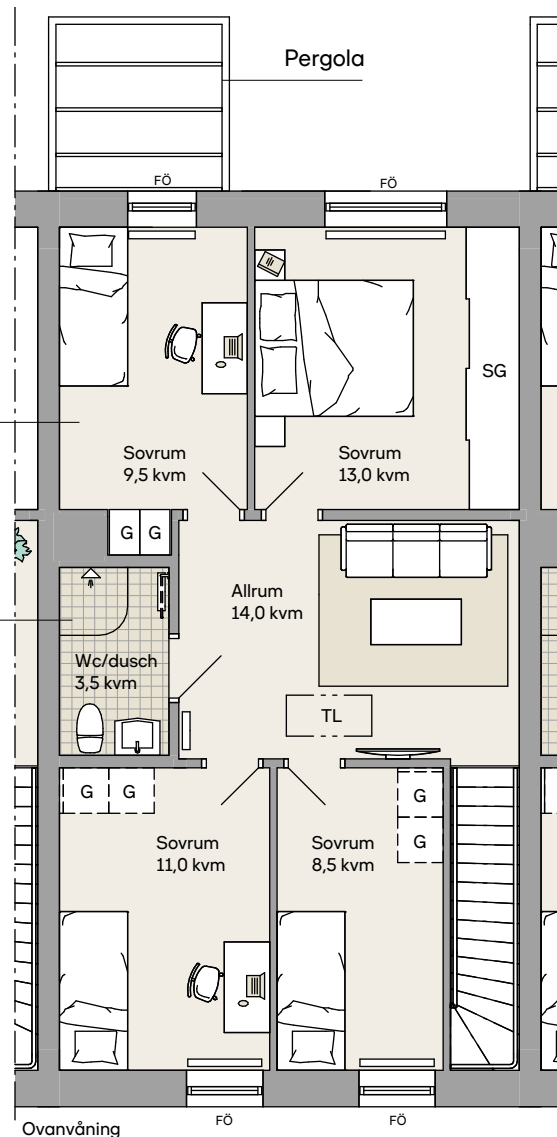 Pergola
FÖ
FÖ
SG
Sovrum
9,5 kvm
Sovrum
13,0 kvm
G G
Allrum
14,0 kvm
Wc/dusch
3,5 kvm
TL
G G
G
G
Sovrum
11,0 kvm
Sovrum
8,5 kvm
FÖ
FÖ
Ovanvåning